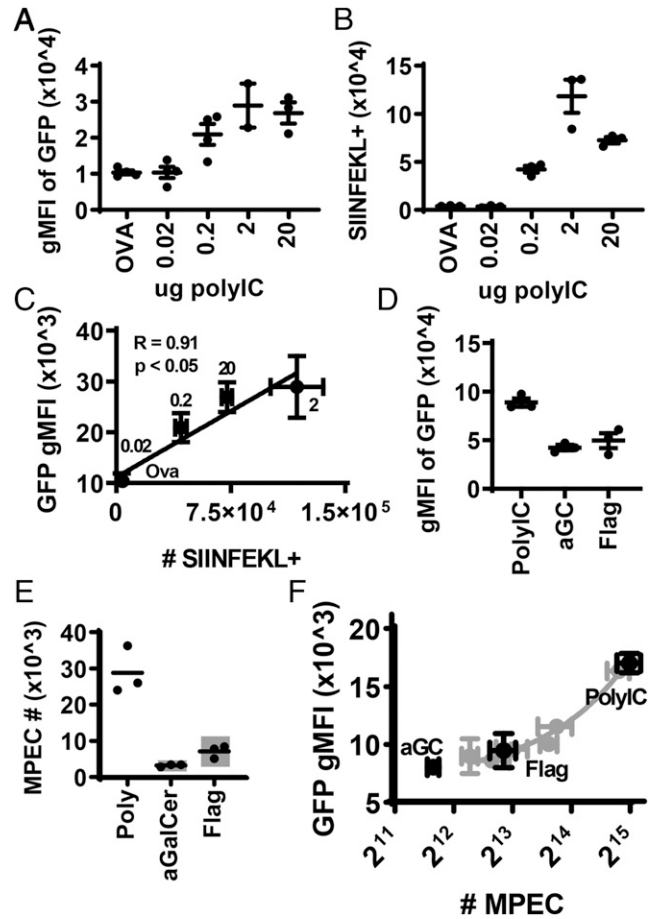 A
gMFI of GFP (x10^4)
4
3
2
1
0
OVA
0.02
0.2
2
20
ug polyIC
B
SIINFEKL+ (x10^4)
15
10
5
0
OVA
0.02
0.2
2
20
ug polyIC
C
GFP gMFI (x10^3)
40
30
20
10
R = 0.91
p < 0.05
0.02
0.2
20
2
Ova
0
7.5×10^4
1.5×10^5
# SIINFEKL+
D
gMFI of GFP (x10^4)
15
10
5
0
PolyIC
aGC
Flag
E
MPEC # (x10^3)
40
30
20
10
0
Poly
aGalCer
Flag
F
GFP gMFI (x10^3)
20
15
10
5
PolyIC
aGC
Flag
2^11
2^12
2^13
2^14
2^15
# MPEC